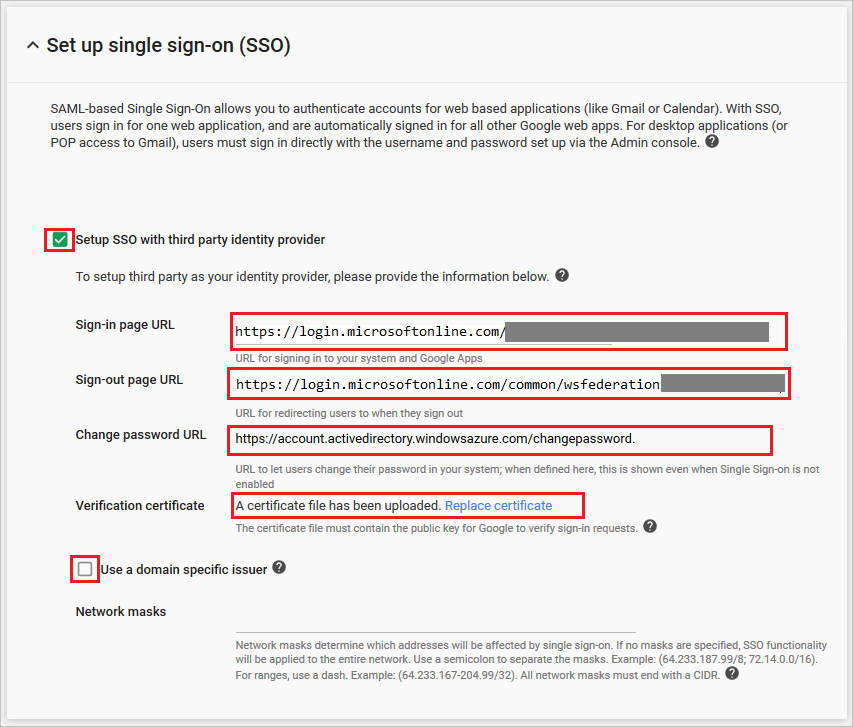 Set up single sign-on (SSO)
SAML-based Single Sign-On allows you to authenticate accounts for web based applications (like Gmail or Calendar). With SSO,
users sign in for one web application, and are automatically signed in for all other Google web apps. For desktop applications (or
POP access to Gmail), users must sign in directly with the username and password set up via the Admin console. ?
Setup SSO with third party identity provider
To setup third party as your identity provider, please provide the information below. ?
Sign-in page URL
https://login.microsoftonline.com/
URL for signing in to your system and Google Apps
Sign-out page URL
https://login.microsoftonline.com/common/wsfederation
URL for redirecting users to when they sign out
Change password URL
https://account.activedirectory.windowsazure.com/changepassword.
URL to let users change their password in your system; when defined here, this is shown even when Single Sign-on is not
enabled
Verification certificate
A certificate file has been uploaded. Replace certificate
The certificate file must contain the public key for Google to verify sign-in requests. ?
Use a domain specific issuer ?
Network masks
Network masks determine which addresses will be affected by single sign-on. If no masks are specified, SSO functionality
will be applied to the entire network. Use a semicolon to separate the masks. Example: (64.233.187.99/8; 72.14.0.0/16).
For ranges, use a dash. Example: (64.233.167-204.99/32). All network masks must end with a CIDR. ?